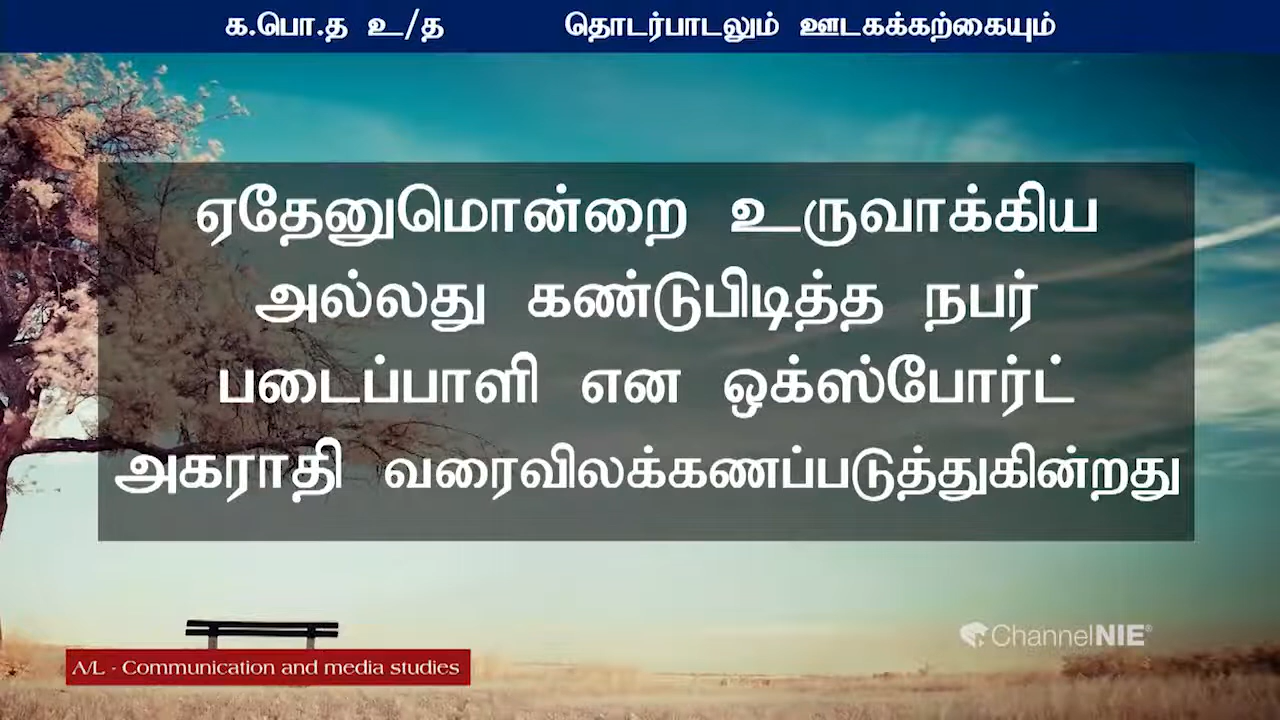 க.பொ.த உ/த தொடர்பாடலும் ஊடகக்கற்கையும்
ஏதேனுமொன்றை உருவாக்கிய
அல்லது கண்டுபிடித்த நபர்
படைப்பாளி என ஒக்ஸ்போர்ட்
அகராதி வரைவிலக்கணப்படுத்துகின்றது
ChannelNIE®
A/L - Communication and media studies